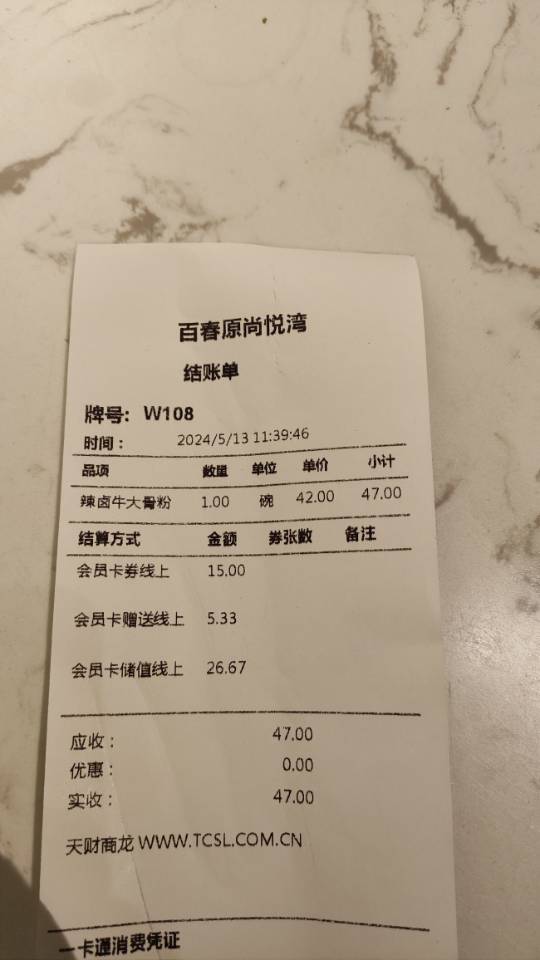 百春原尚悦湾
结账单
牌号: W108
时间: 2024/5/13 11:39:46
品项 数量 单位 单价 小计
辣卤牛大骨粉 1.00 碗 42.00 47.00
结算方式 金额 券张数 备注
会员卡券线上 15.00
会员卡赠送线上 5.33
会员卡储值线上 26.67
应收: 47.00
优惠: 0.00
实收: 47.00
天财商龙 WWW.TCSL.COM.CN
一卡通消费凭证